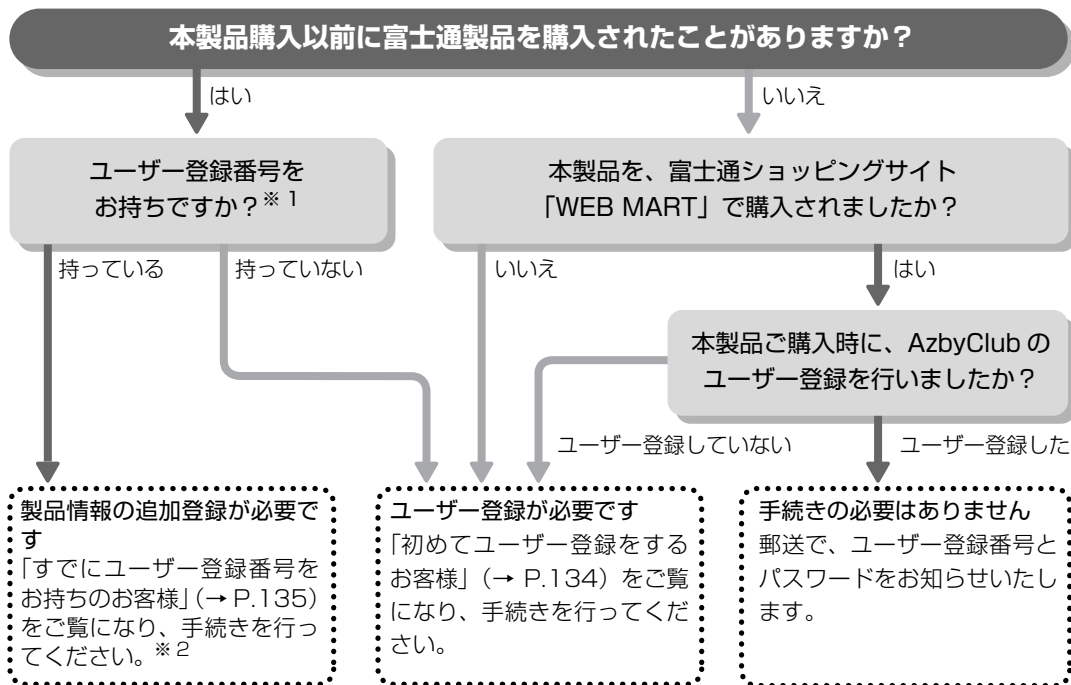 本製品購入以前に富士通製品を購入されたことがありますか？
はい
いいえ
ユーザー登録番号を
お持ちですか？※1
本製品を、富士通ショッピングサイト
「WEB MART」で購入されましたか？
持っている
持っていない
いいえ
はい
本製品ご購入時に、AzbyClub の
ユーザー登録を行いましたか？
ユーザー登録していない
ユーザー登録した
製品情報の追加登録が必要で
す
「すでにユーザー登録番号を
お持ちのお客様」（→ P.135）
をご覧になり、手続きを行っ
てください。※2
ユーザー登録が必要です
「初めてユーザー登録をする
お客様」（→ P.134）をご覧
になり、手続きを行ってくだ
さい。
手続きの必要はありません
郵送で、ユーザー登録番号と
パスワードをお知らせいたし
ます。